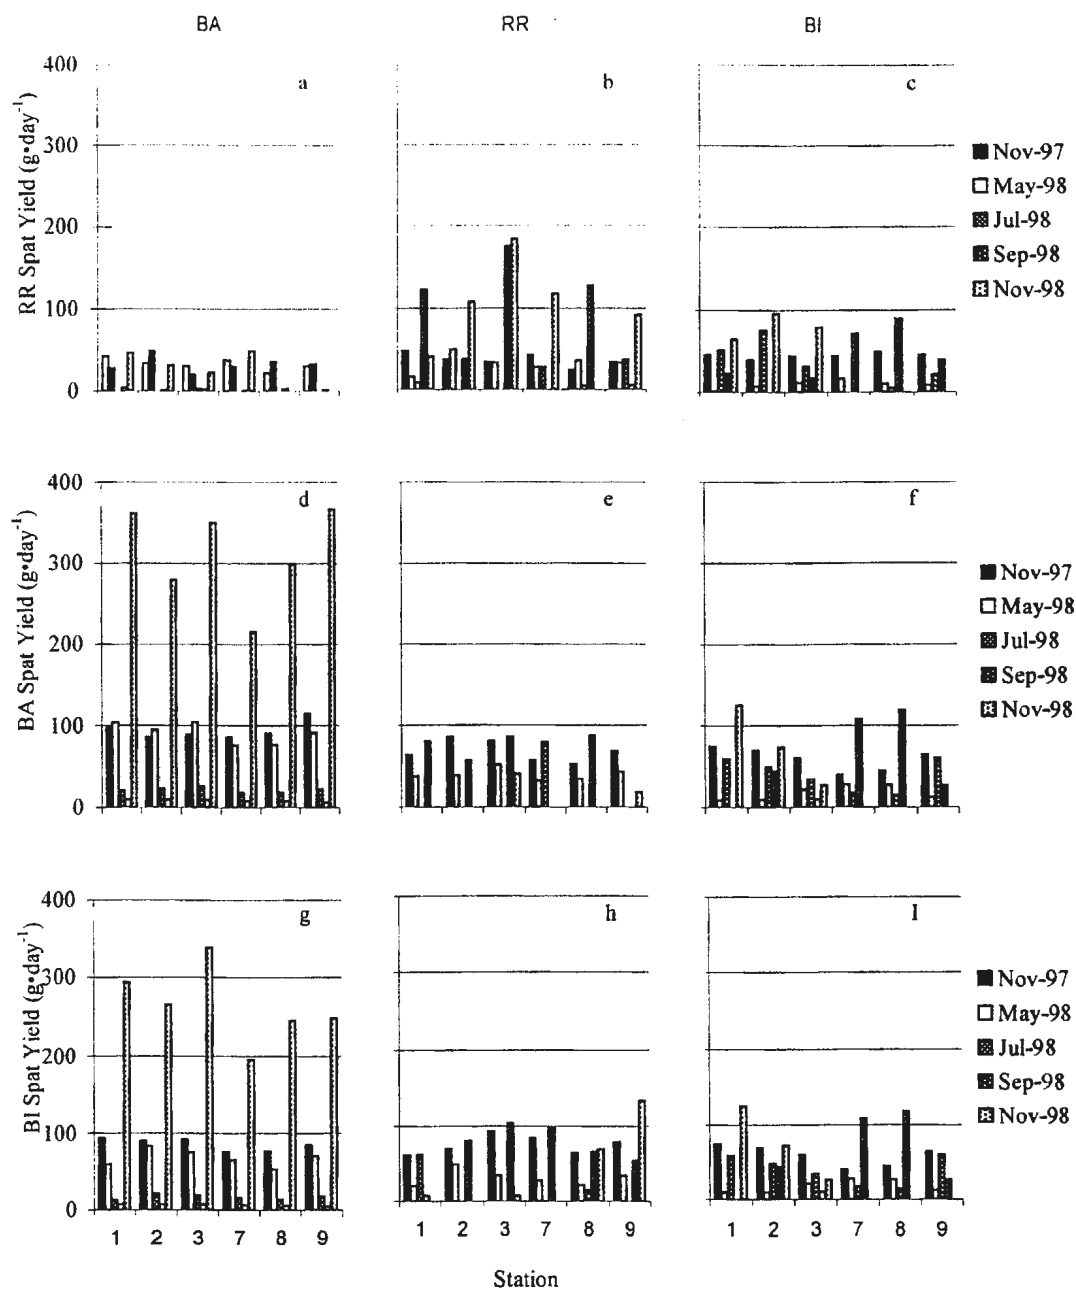 BA RR BI
400 a b c
300
200
100
0
RR Spat Yield (g•day⁻¹)
Nov-97
May-98
Jul-98
Sep-98
Nov-98
400 d e f
300
200
100
0
BA Spat Yield (g•day⁻¹)
Nov-97
May-98
Jul-98
Sep-98
Nov-98
400 g h I
300
200
100
0
BI Spat Yield (g•day⁻¹)
Nov-97
May-98
Jul-98
Sep-98
Nov-98
1 2 3 7 8 9 1 2 3 7 8 9 1 2 3 7 8 9
Station